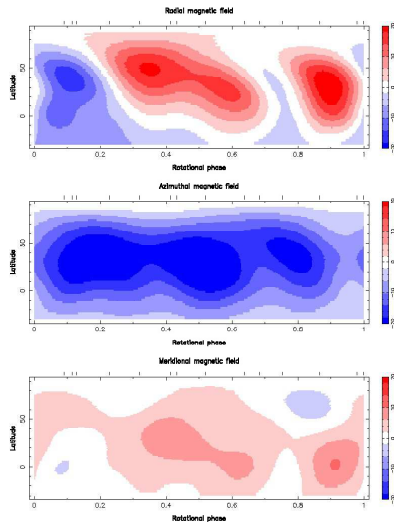 Radial magnetic field
Latitude
50
0
0 0.2 0.4 0.6 0.8 1
Rotational phase
Azimuthal magnetic field
Latitude
50
0
0 0.2 0.4 0.6 0.8 1
Rotational phase
Meridional magnetic field
Latitude
50
0
0 0.2 0.4 0.6 0.8 1
Rotational phase